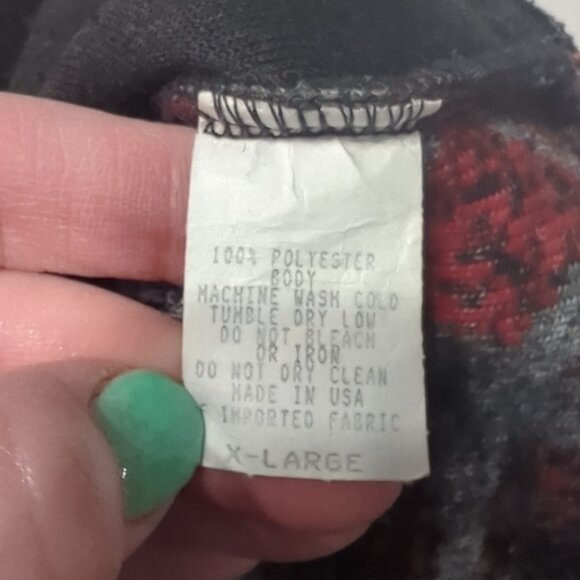 100% POLYESTER
BODY
MACHINE WASH COLD
TUMBLE DRY LOW
DO NOT BLEACH
OR IRON
DO NOT DRY CLEAN
MADE IN USA
F IMPORTED FABRIC
X-LARGE